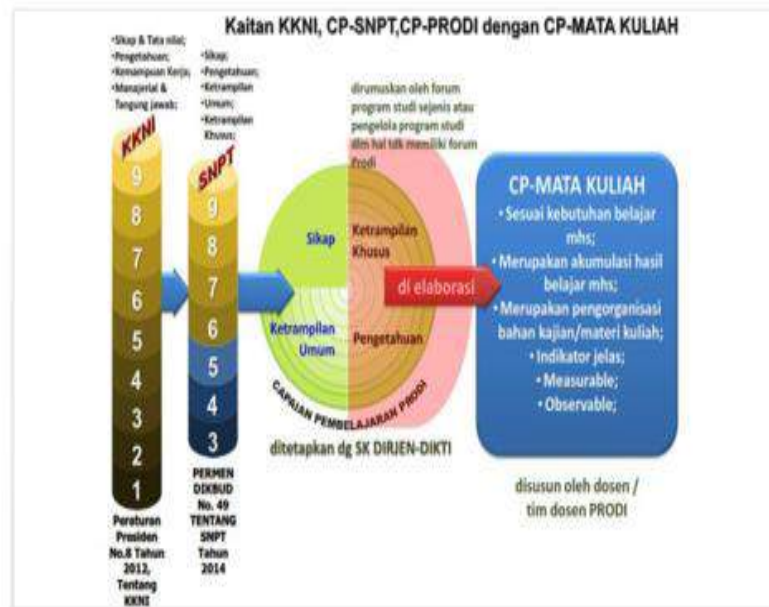 Kaitan KKNI, CP-SNPT,CP-PRODI dengan CP-MATA KULIAH
•Sikap & Tata nilai;
•Pengetahuan;
•Kemampuan Kerja;
•Manajerial &
Tangung jawab;
KKNI
9
8
7
6
5
4
3
2
1
Peraturan
Presiden
No.8 Tahun
2012,
Tentang
KKNI
•Sikap;
•Pengetahuan;
•Ketrampilan
Umum;
•Ketrampilan
Khusus;
SNPT
9
8
7
6
5
4
3
PERMEN
DIKBUD
No. 49
TENTANG
SNPT
Tahun
2014
dirumuskan oleh forum
program studi sejenis atau
pengelola program studi
dlm hal tdk memiliki forum
Prodi
Sikap
Ketrampilan
Khusus
Ketrampilan
Umum
Pengetahuan
CAPAIAN PEMBELAJARAN PRODI
ditetapkan dg SK DIRJEN-DIKTI
di elaborasi
CP-MATA KULIAH
• Sesuai kebutuhan belajar
mhs;
• Merupakan akumulasi hasil
belajar mhs;
• Merupakan pengorganisasi
bahan kajian/materi kuliah;
• Indikator jelas;
• Measurable;
• Observable;
disusun oleh dosen /
tim dosen PRODI